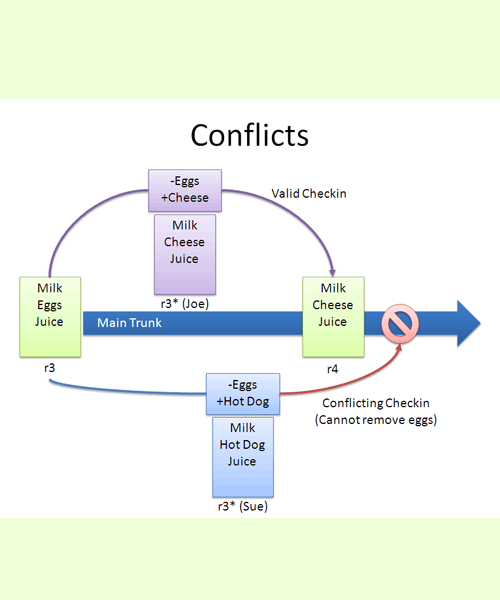 Conflicts
-Eggs
+Cheese
Valid Checkin
Milk
Cheese
Juice
r3* (Joe)
Milk
Eggs
Juice
r3
Main Trunk
Milk
Cheese
Juice
r4
-Eggs
+Hot Dog
Conflicting Checkin
(Cannot remove eggs)
Milk
Hot Dog
Juice
r3* (Sue)